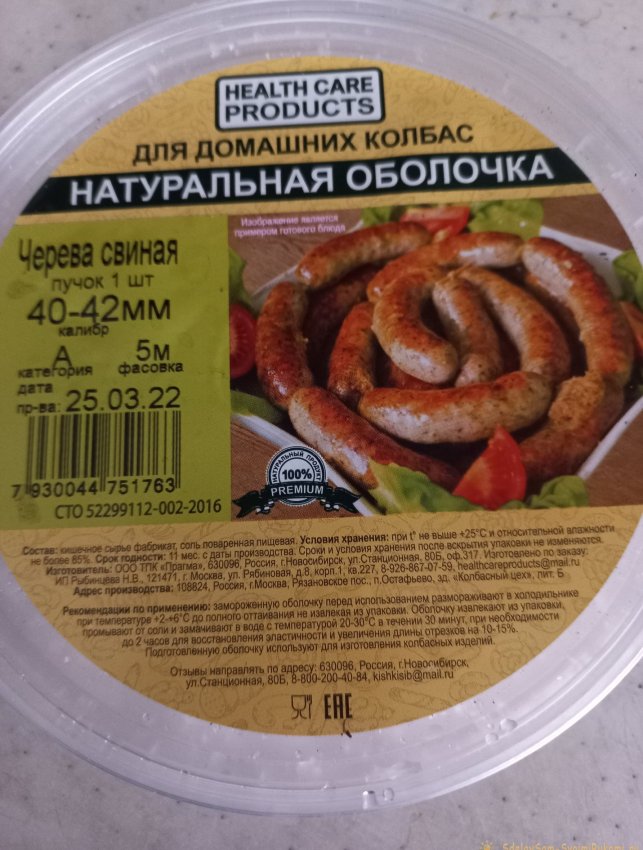 HEALTH CARE
PRODUCTS
ДЛЯ ДОМАШНИХ КОЛБАС
НАТУРАЛЬНАЯ ОБОЛОЧКА
Изображение является
примером готового блюда
Черева свиная
пучок 1 шт
40-42мм
калибр
А 5м
категория фасовка
дата
пр-ва: 25.03.22
7 930044 751763
СТО 52299112-002-2016
НАТУРАЛЬНЫЙ ПРОДУКТ
100%
PREMIUM
Состав: кишечное сырье фабрикат, соль поваренная пищевая. Условия хранения: при t° не выше +25°С и относительной влажности
не более 85%. Срок годности: 11 мес. с даты производства. Сроки и условия хранения после вскрытия упаковки не изменяются.
Изготовитель: ООО ТПК «Прагма», 630096, Россия, г.Новосибирск, ул.Станционная, 80Б, оф.317. Изготовлено по заказу:
ИП Рыбинцева Н.В., 121471, г. Москва, ул. Рябиновая, д.8, корп.1, кв.227, 8-926-867-07-59, healthcareproducts@mail.ru
Адрес производства: 108824, Россия, г.Москва, Рязановское пос., п.Остафьево, зд. «Колбасный цех», лит. Б
Рекомендации по применению: замороженную оболочку перед использованием размораживают в холодильнике
при температуре +2-+6°С до полного оттаивания не извлекая из упаковки. Оболочку извлекают из упаковки,
промывают от соли и замачивают в воде с температурой 20-30°С в течении 30 минут, при необходимости
до 2 часов для восстановления эластичности и увеличения длины отрезков на 10-15%.
Подготовленную оболочку используют для изготовления колбасных изделий.
Отзывы направлять по адресу: 630096, Россия, г.Новосибирск,
ул.Станционная, 80Б, 8-800-200-40-84, kishkisib@mail.ru
ЕАС